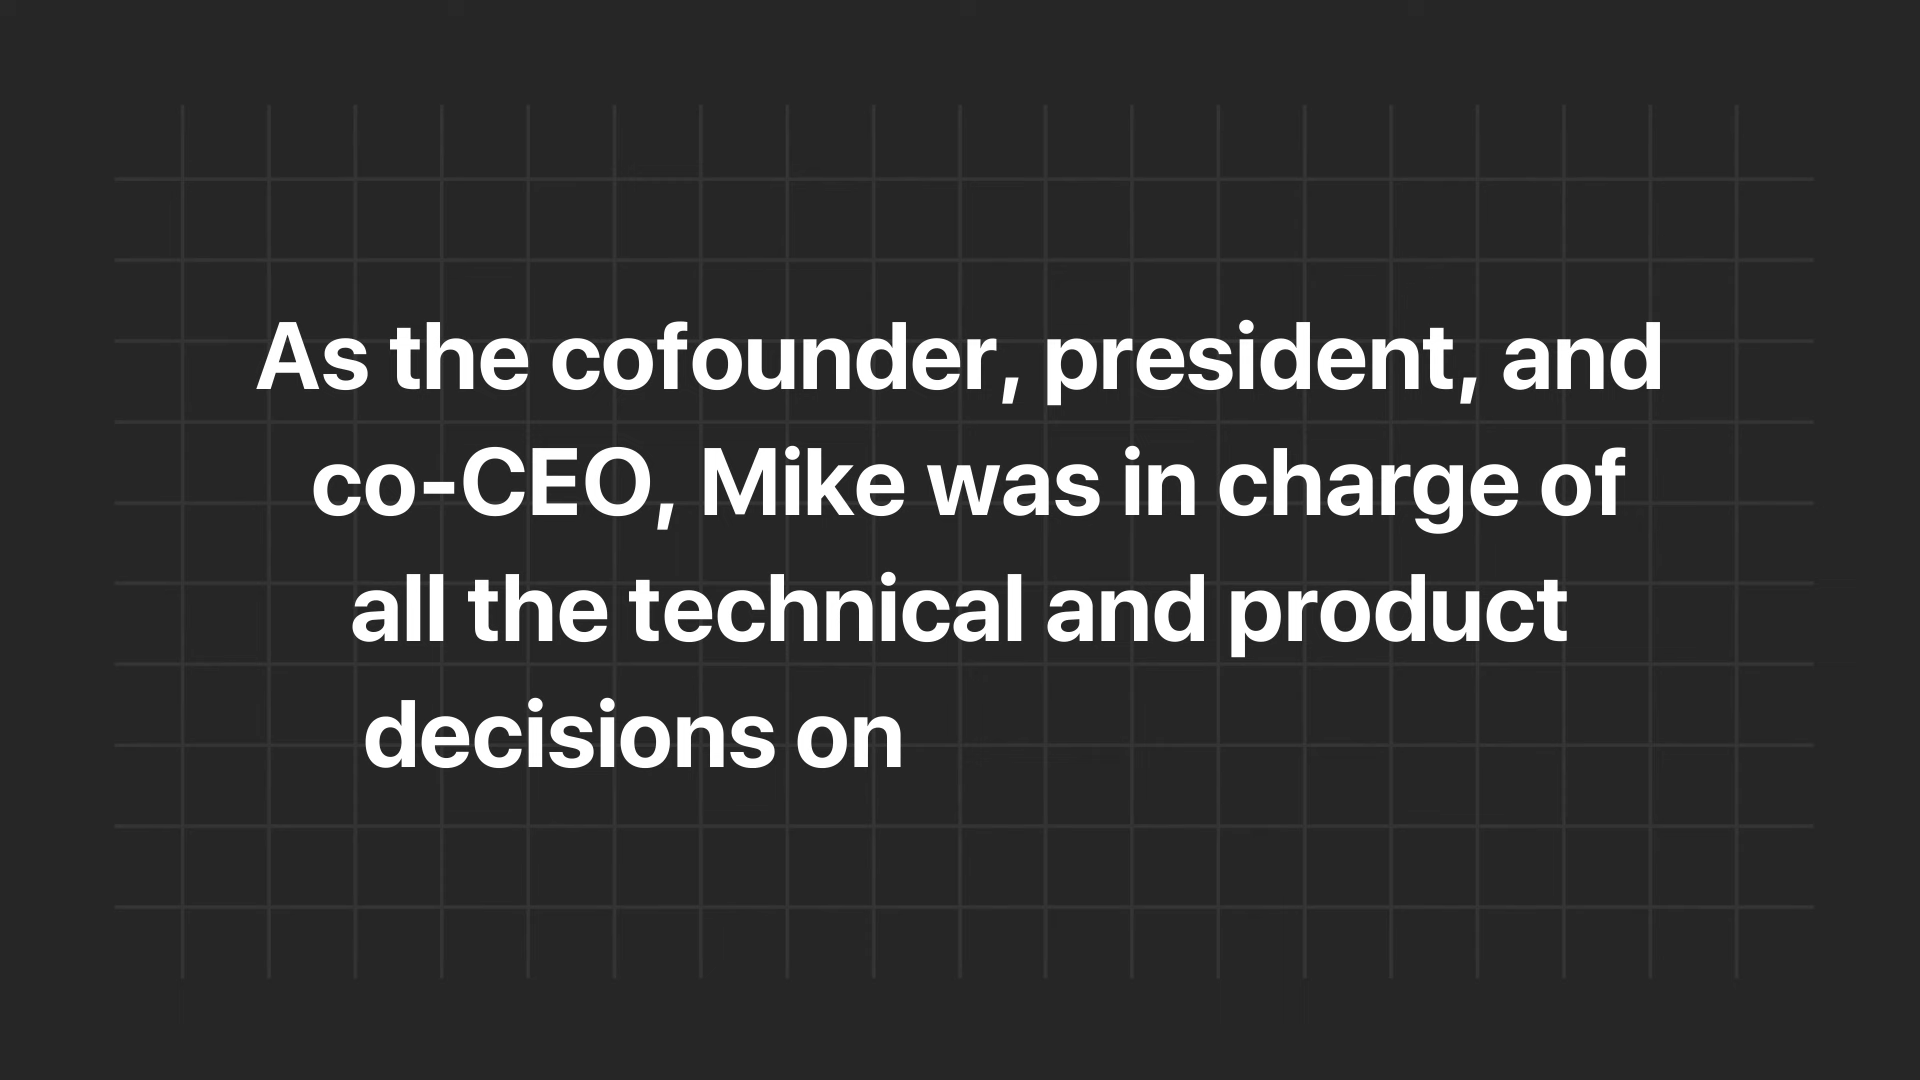 As the cofounder, president, and
co-CEO, Mike was in charge of
all the technical and product
decisions on